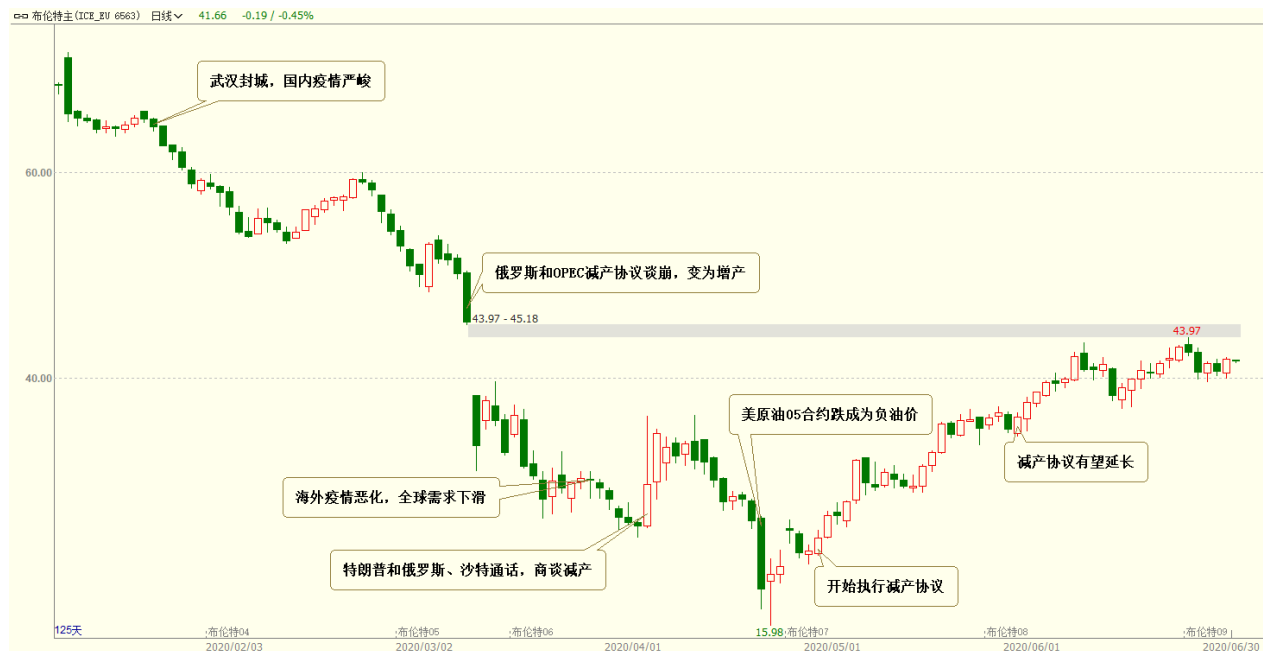 布伦特主(ICE_EU 6563) 日线 41.66 -0.19 / -0.45%
武汉封城，国内疫情严峻
60.00
俄罗斯和OPEC减产协议谈崩，变为增产
43.97 - 45.18
43.97
40.00
美原油05合约跌成为负油价
减产协议有望延长
海外疫情恶化，全球需求下滑
特朗普和俄罗斯、沙特通话，商谈减产
开始执行减产协议
15.98
125天
布伦特04 布伦特05 布伦特06 布伦特07 布伦特08 布伦特09
2020/02/03 2020/03/02 2020/04/01 2020/05/01 2020/06/01 2020/06/30